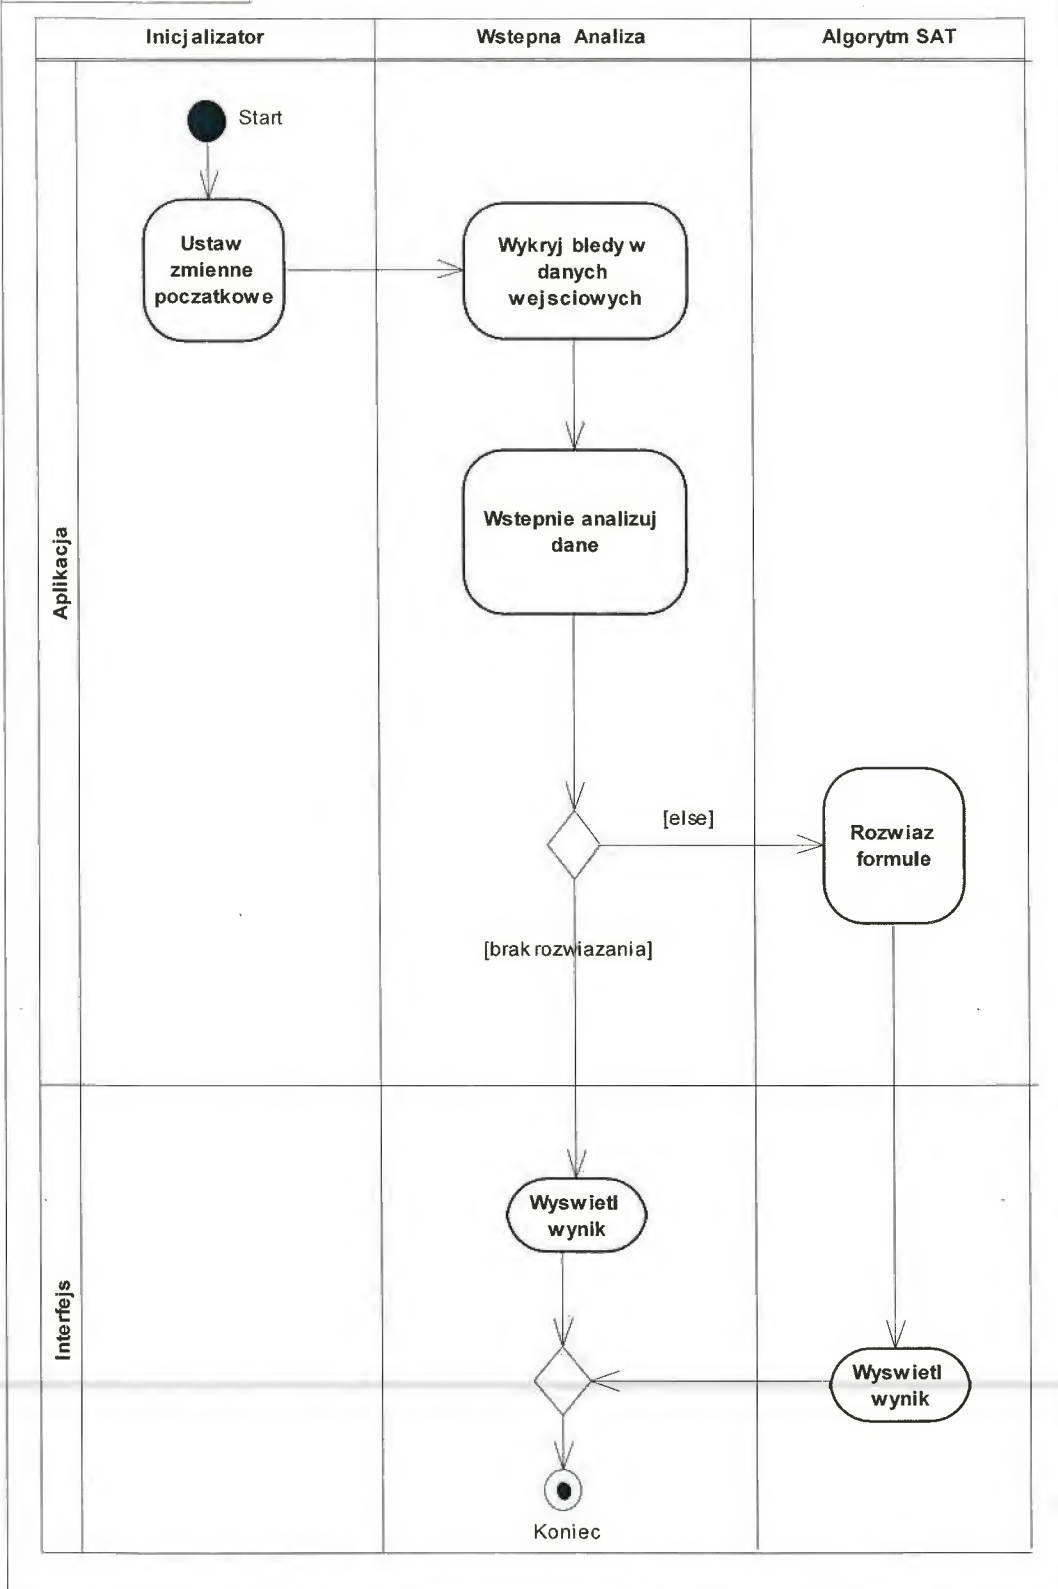 Inicjalizator
Wstepna Analiza
Algorytm SAT
Start
Ustaw
zmienne
poczatkowe
Wykryj bledy w
danych
wejsciowych
Wstepnie analizuj
dane
Aplikacja
[else]
Rozwiaz
formule
[brak rozwiazania]
Wyswietl
wynik
Interfejs
Wyswietl
wynik
Koniec